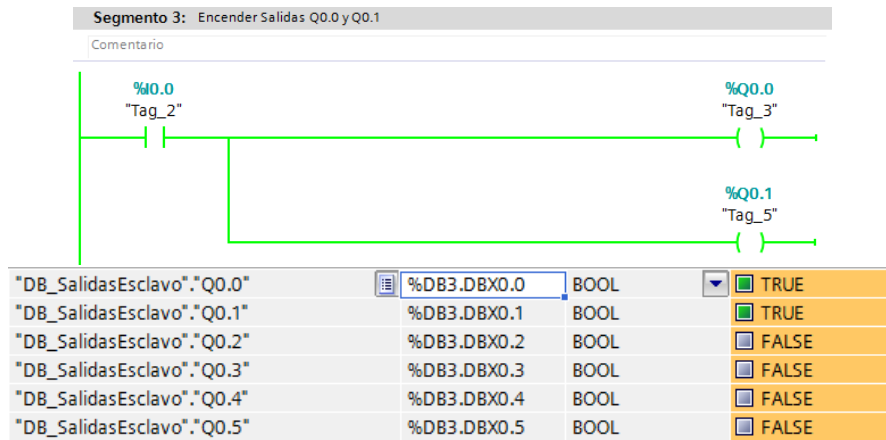 Segmento 3: Encender Salidas Q0.0 y Q0.1
Comentario
%I0.0 %Q0.0
"Tag_2" "Tag_3"
%Q0.1
"Tag_5"
"DB_SalidasEsclavo"."Q0.0" %DB3.DBX0.0 BOOL TRUE
"DB_SalidasEsclavo"."Q0.1" %DB3.DBX0.1 BOOL TRUE
"DB_SalidasEsclavo"."Q0.2" %DB3.DBX0.2 BOOL FALSE
"DB_SalidasEsclavo"."Q0.3" %DB3.DBX0.3 BOOL FALSE
"DB_SalidasEsclavo"."Q0.4" %DB3.DBX0.4 BOOL FALSE
"DB_SalidasEsclavo"."Q0.5" %DB3.DBX0.5 BOOL FALSE